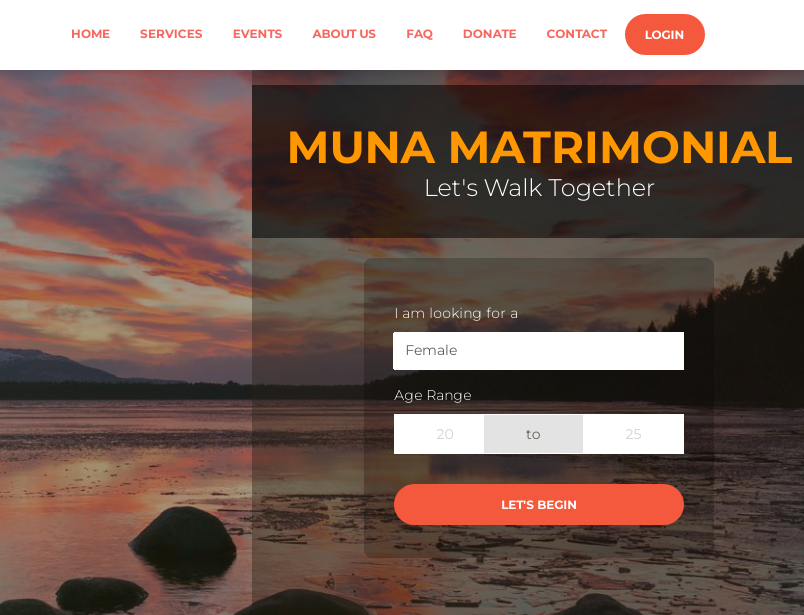 HOME SERVICES EVENTS ABOUT US FAQ DONATE CONTACT LOGIN
MUNA MATRIMONIAL
Let's Walk Together
I am looking for a
Female
Age Range
20 to 25
LET'S BEGIN